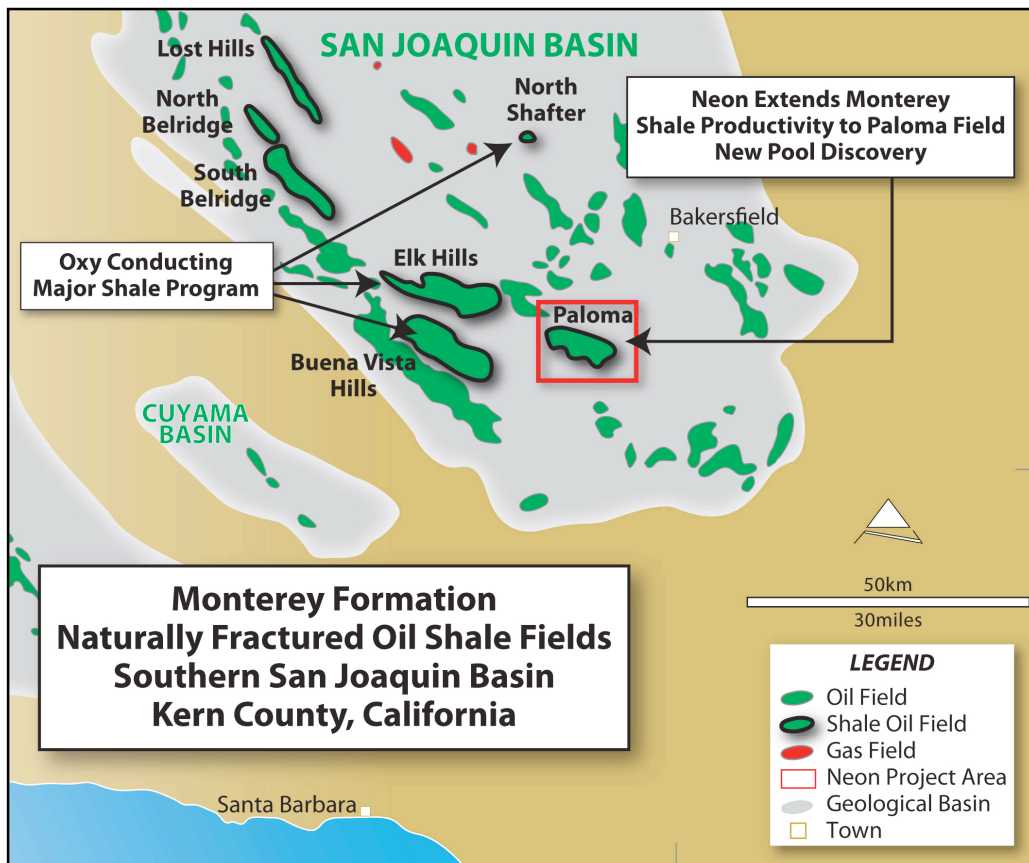 SAN JOAQUIN BASIN
Lost Hills
North
Belridge
South
Belridge
North
Shafter
Neon Extends Monterey
Shale Productivity to Paloma Field
New Pool Discovery
Bakersfield
Oxy Conducting
Major Shale Program
Elk Hills
Paloma
Buena Vista
Hills
CUYAMA
BASIN
Monterey Formation
Naturally Fractured Oil Shale Fields
Southern San Joaquin Basin
Kern County, California
50km
30miles
LEGEND
Oil Field
Shale Oil Field
Gas Field
Neon Project Area
Geological Basin
Town
Santa Barbara